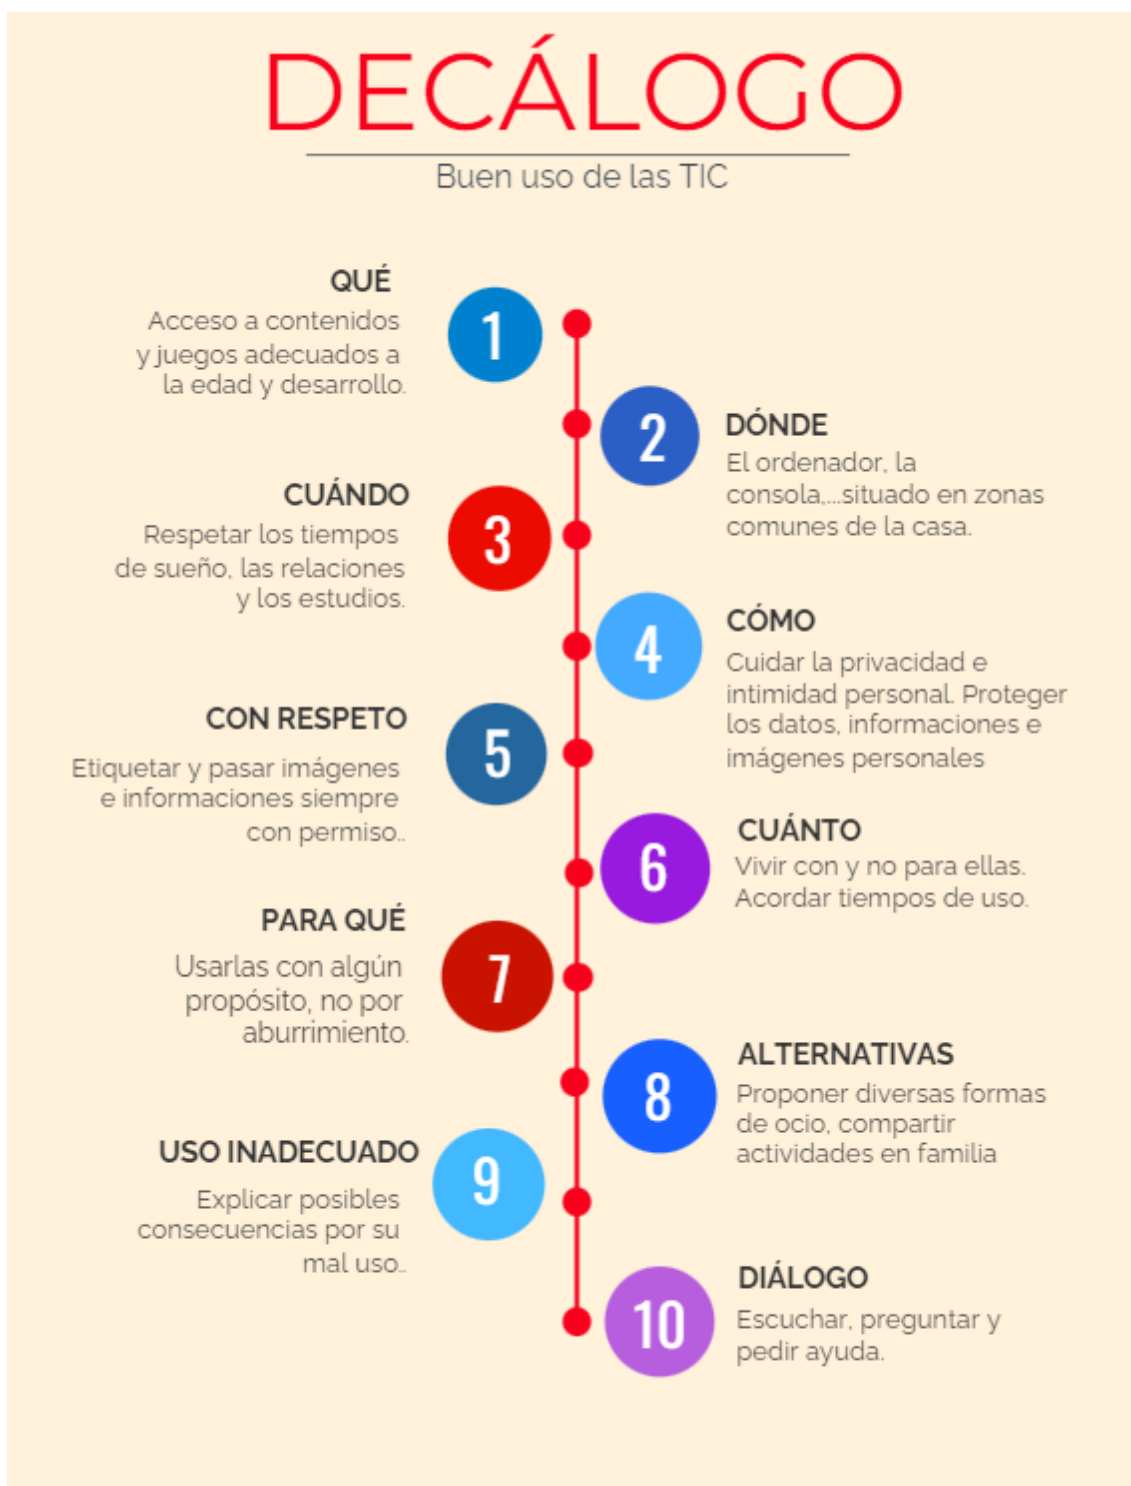 DECÁLOGO
Buen uso de las TIC
QUÉ
1
Acceso a contenidos
y juegos adecuados a
la edad y desarrollo.
2
DÓNDE
El ordenador, la
consola,...situado en zonas
comunes de la casa.
CUÁNDO
3
Respetar los tiempos
de sueño, las relaciones
y los estudios.
4
CÓMO
Cuidar la privacidad e
intimidad personal. Proteger
los datos, informaciones e
imágenes personales
CON RESPETO
5
Etiquetar y pasar imágenes
e informaciones siempre
con permiso..
6
CUÁNTO
Vivir con y no para ellas.
Acordar tiempos de uso.
PARA QUÉ
7
Usarlas con algún
propósito, no por
aburrimiento.
8
ALTERNATIVAS
Proponer diversas formas
de ocio, compartir
actividades en familia
USO INADECUADO
9
Explicar posibles
consecuencias por su
mal uso..
10
DIÁLOGO
Escuchar, preguntar y
pedir ayuda.